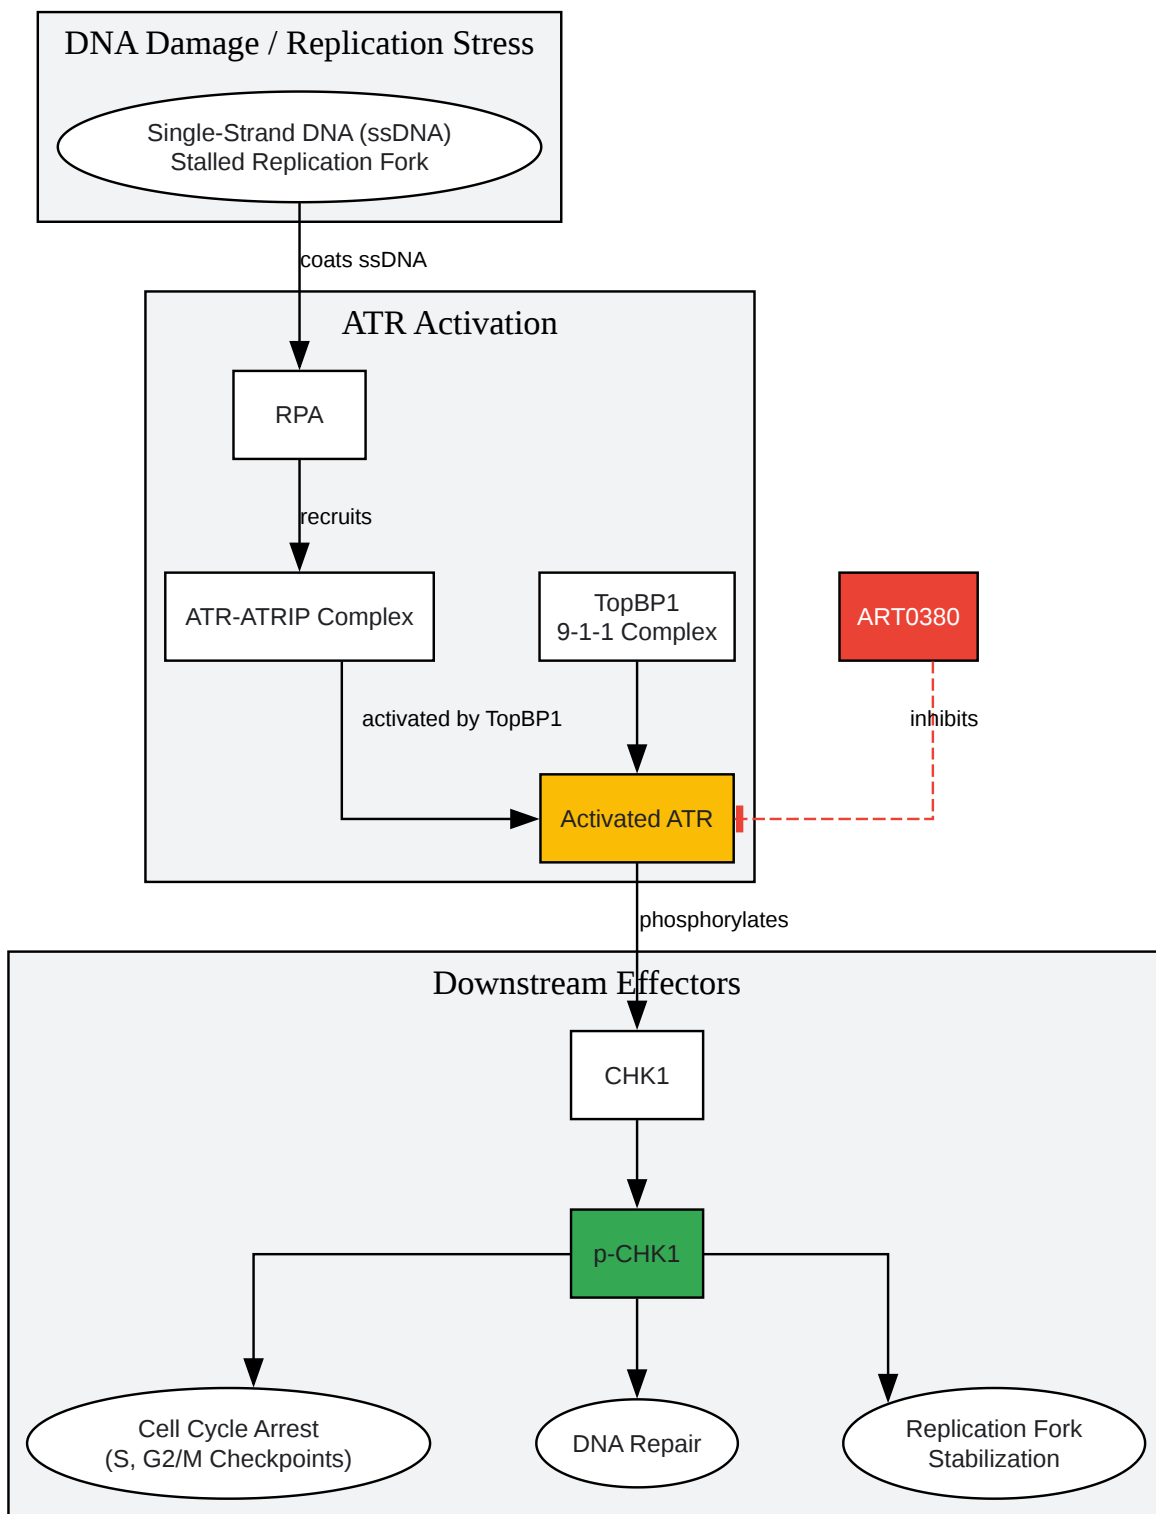 DNA Damage / Replication Stress
Single-Strand DNA (ssDNA)
Stalled Replication Fork
coats ssDNA
ATR Activation
RPA
recruits
ATR-ATRIP Complex
TopBP1
9-1-1 Complex
ART0380
activated by TopBP1
inhibits
Activated ATR
phosphorylates
Downstream Effectors
CHK1
p-CHK1
Cell Cycle Arrest
(S, G2/M Checkpoints)
DNA Repair
Replication Fork
Stabilization